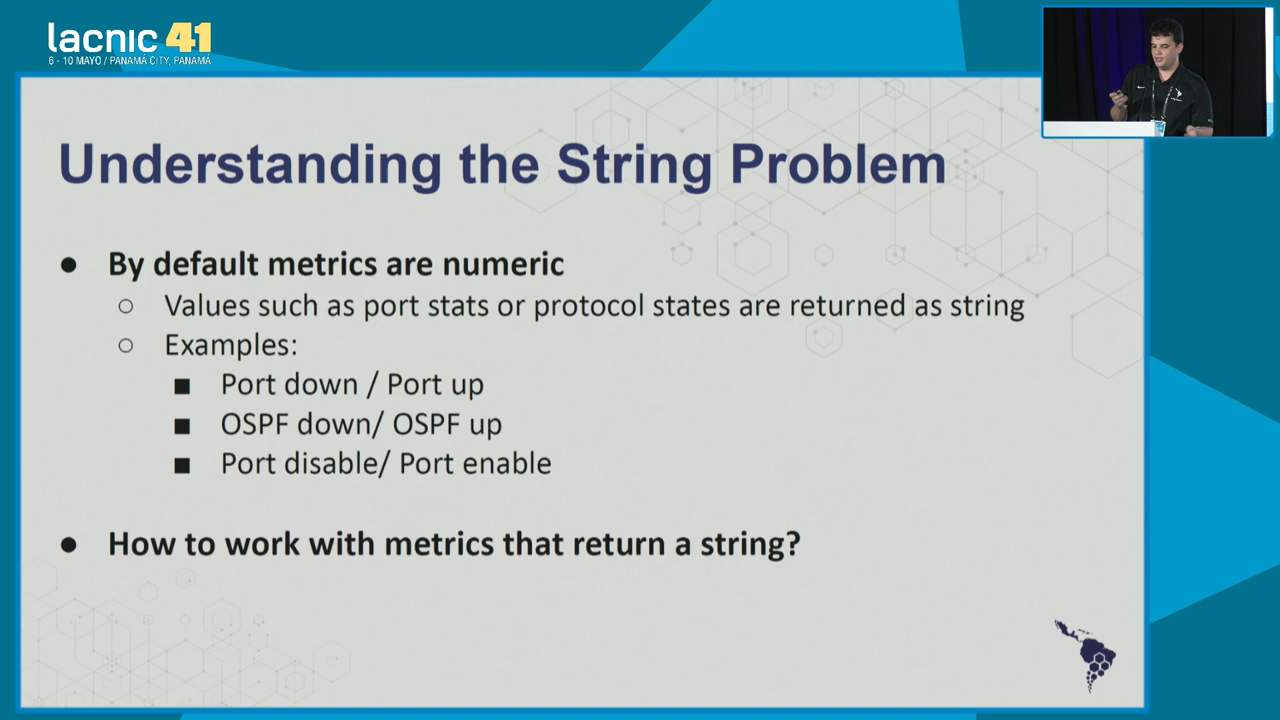 lacnic 41
6 - 10 MAYO / PANAMÁ CITY, PANAMÁ
Understanding the String Problem
● By default metrics are numeric
○ Values such as port stats or protocol states are returned as string
○ Examples:
■ Port down / Port up
■ OSPF down/ OSPF up
■ Port disable/ Port enable
● How to work with metrics that return a string?